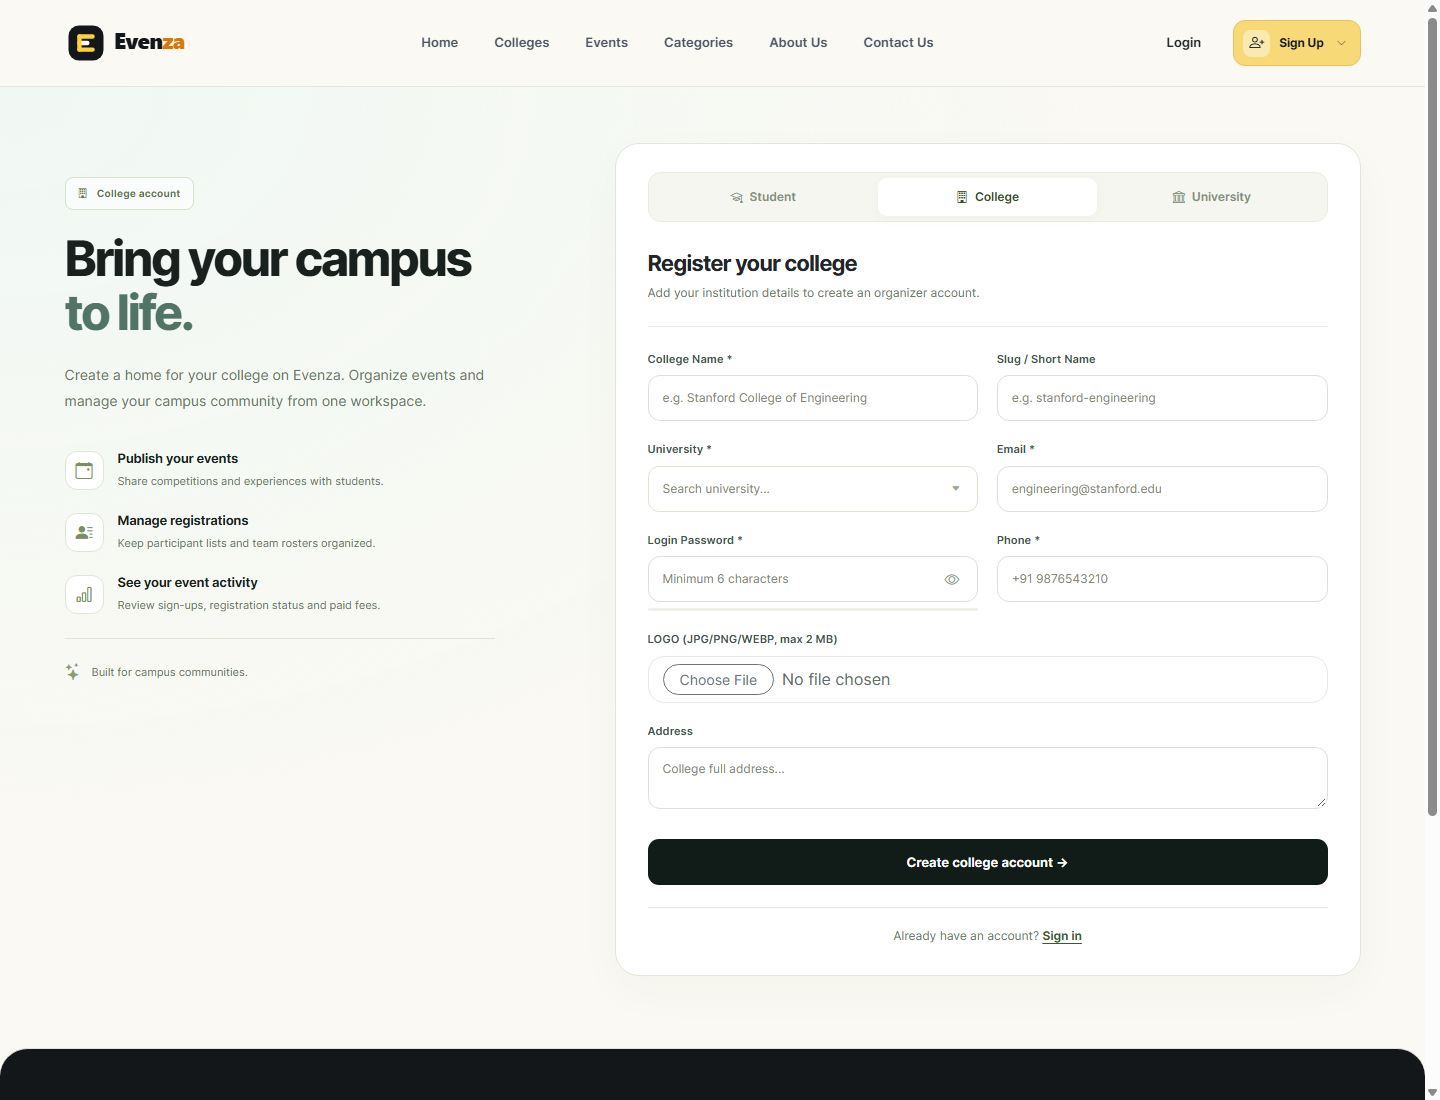 Evenza
Home
Colleges
Events
Categories
About Us
Contact Us
Login
Sign Up
College account
Bring your campus
to life.
Create a home for your college on Evenza. Organize events and
manage your campus community from one workspace.
Publish your events
Share competitions and experiences with students.
Manage registrations
Keep participant lists and team rosters organized.
See your event activity
Review sign-ups, registration status and paid fees.
Built for campus communities.
Student
College
University
Register your college
Add your institution details to create an organizer account.
College Name *
e.g. Stanford College of Engineering
Slug / Short Name
e.g. stanford-engineering
University *
Search university...
Email *
engineering@stanford.edu
Login Password *
Minimum 6 characters
Phone *
+91 9876543210
LOGO (JPG/PNG/WEBP, max 2 MB)
Choose File No file chosen
Address
College full address...
Create college account →
Already have an account? Sign in